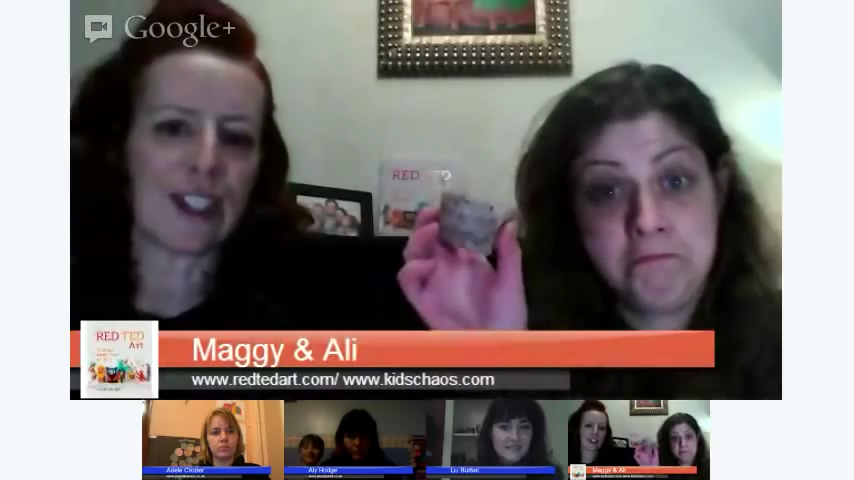 Google+
RED TED
RED TED
Art
Maggy & Ali
www.redtedart.com/ www.kidschaos.com
Adele Crozier
Aly Hodge
Liz Burton
Maggy & Ali